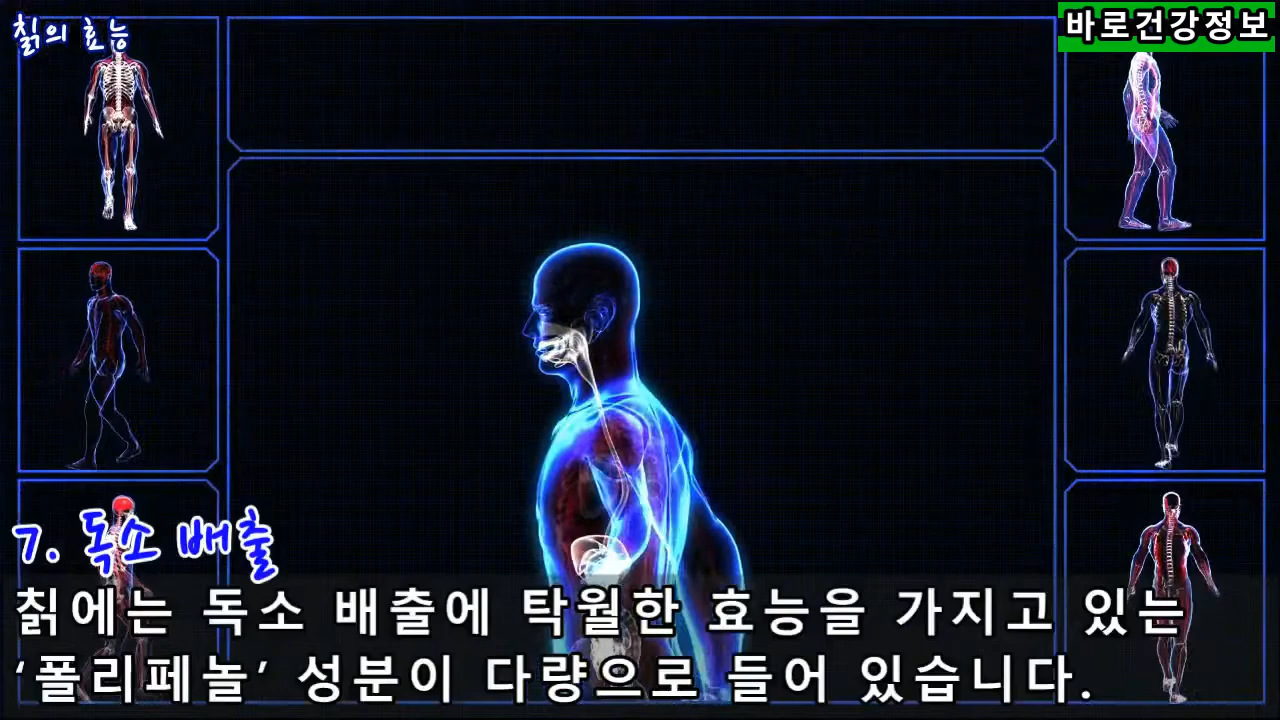 칡의 효능
바로건강정보
7. 독소 배출
칡에는 독소 배출에 탁월한 효능을 가지고 있는
‘폴리페놀’ 성분이 다량으로 들어 있습니다.